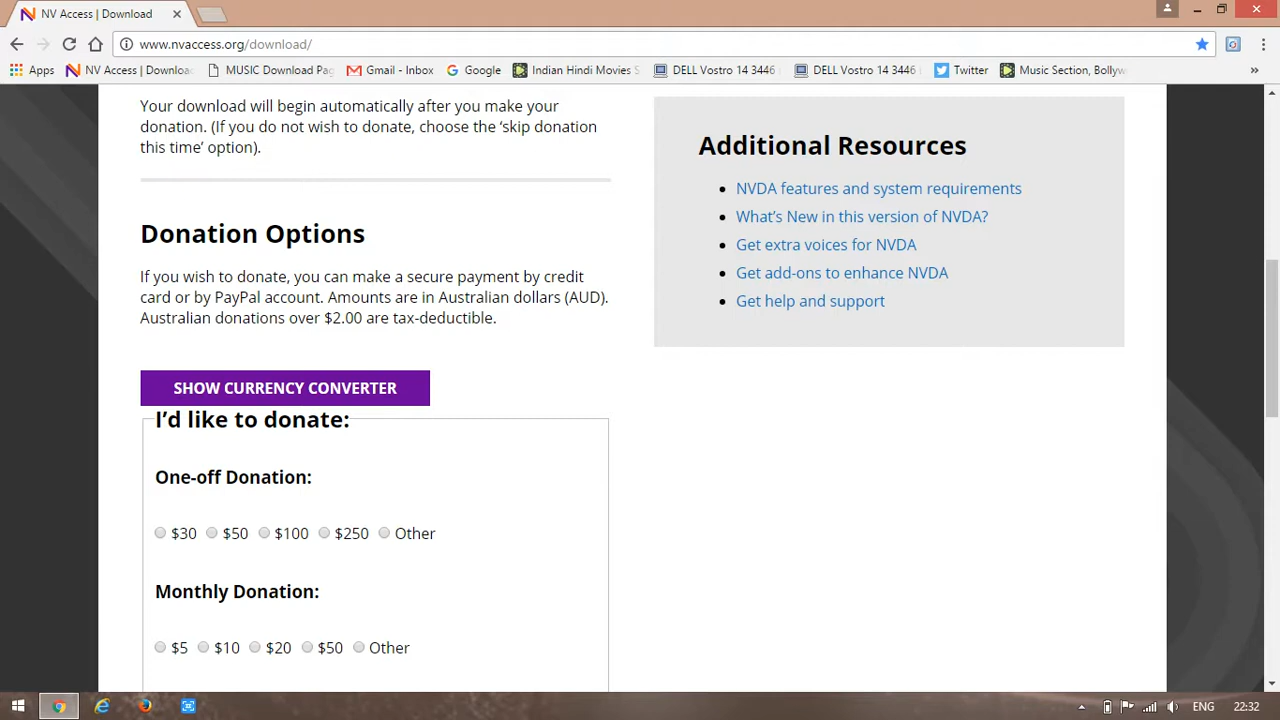 NV Access | Download
www.nvaccess.org/download/
Apps
NV Access | Downloa
MUSIC Download Pag
Gmail - Inbox
Google
Indian Hindi Movies S
DELL Vostro 14 3446
DELL Vostro 14 3446
Twitter
Music Section, Bollyw
Your download will begin automatically after you make your
donation. (If you do not wish to donate, choose the ‘skip donation
this time’ option).
Donation Options
If you wish to donate, you can make a secure payment by credit
card or by PayPal account. Amounts are in Australian dollars (AUD).
Australian donations over $2.00 are tax-deductible.
SHOW CURRENCY CONVERTER
I’d like to donate:
One-off Donation:
$30 $50 $100 $250 Other
Monthly Donation:
$5 $10 $20 $50 Other
Additional Resources
NVDA features and system requirements
What’s New in this version of NVDA?
Get extra voices for NVDA
Get add-ons to enhance NVDA
Get help and support
ENG 22:32